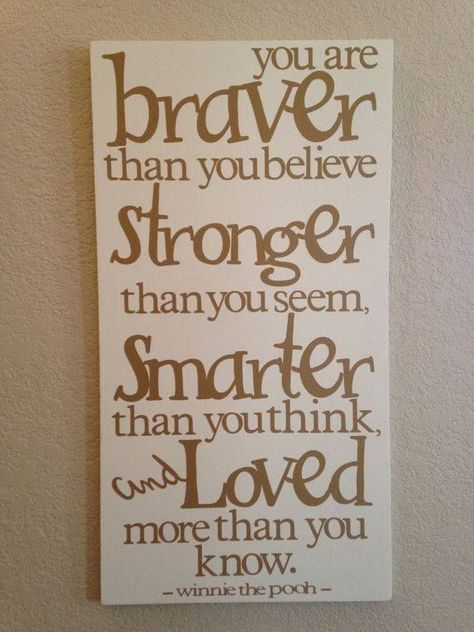 you are
braver
than you believe
stronger
than you seem,
smarter
than you think,
and Loved
more than you
know.
– winnie the pooh –